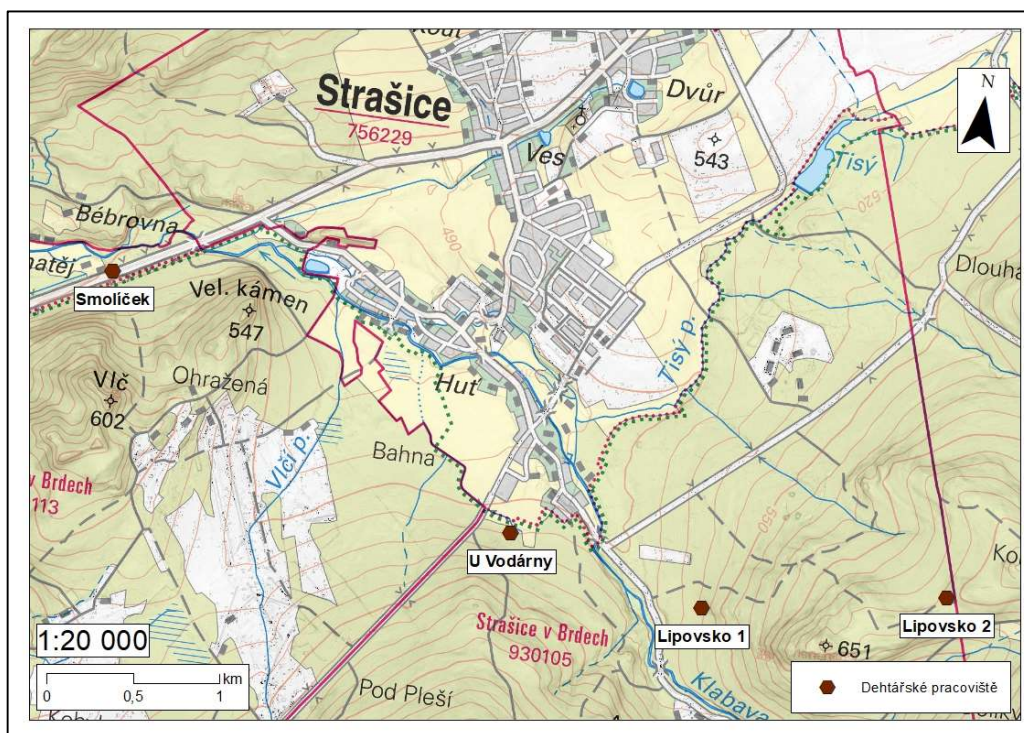 Strašice
756229
Dvůr
N
543
Ves
Tisý
520
490
Bébrovna
Smolíček
Vel. kámen
547
Dlouhá
Tisý p.
Vlč
602
Ohražená
Huť
Vlčí p.
Bahna
v Brdech
113
550
U Vodárny
Strašice v Brdech
930105
Lipovsko 1
Lipovsko 2
651
1:20 000
km
0 0,5 1
Pod Pleší
Klabava
Dehtářské pracoviště